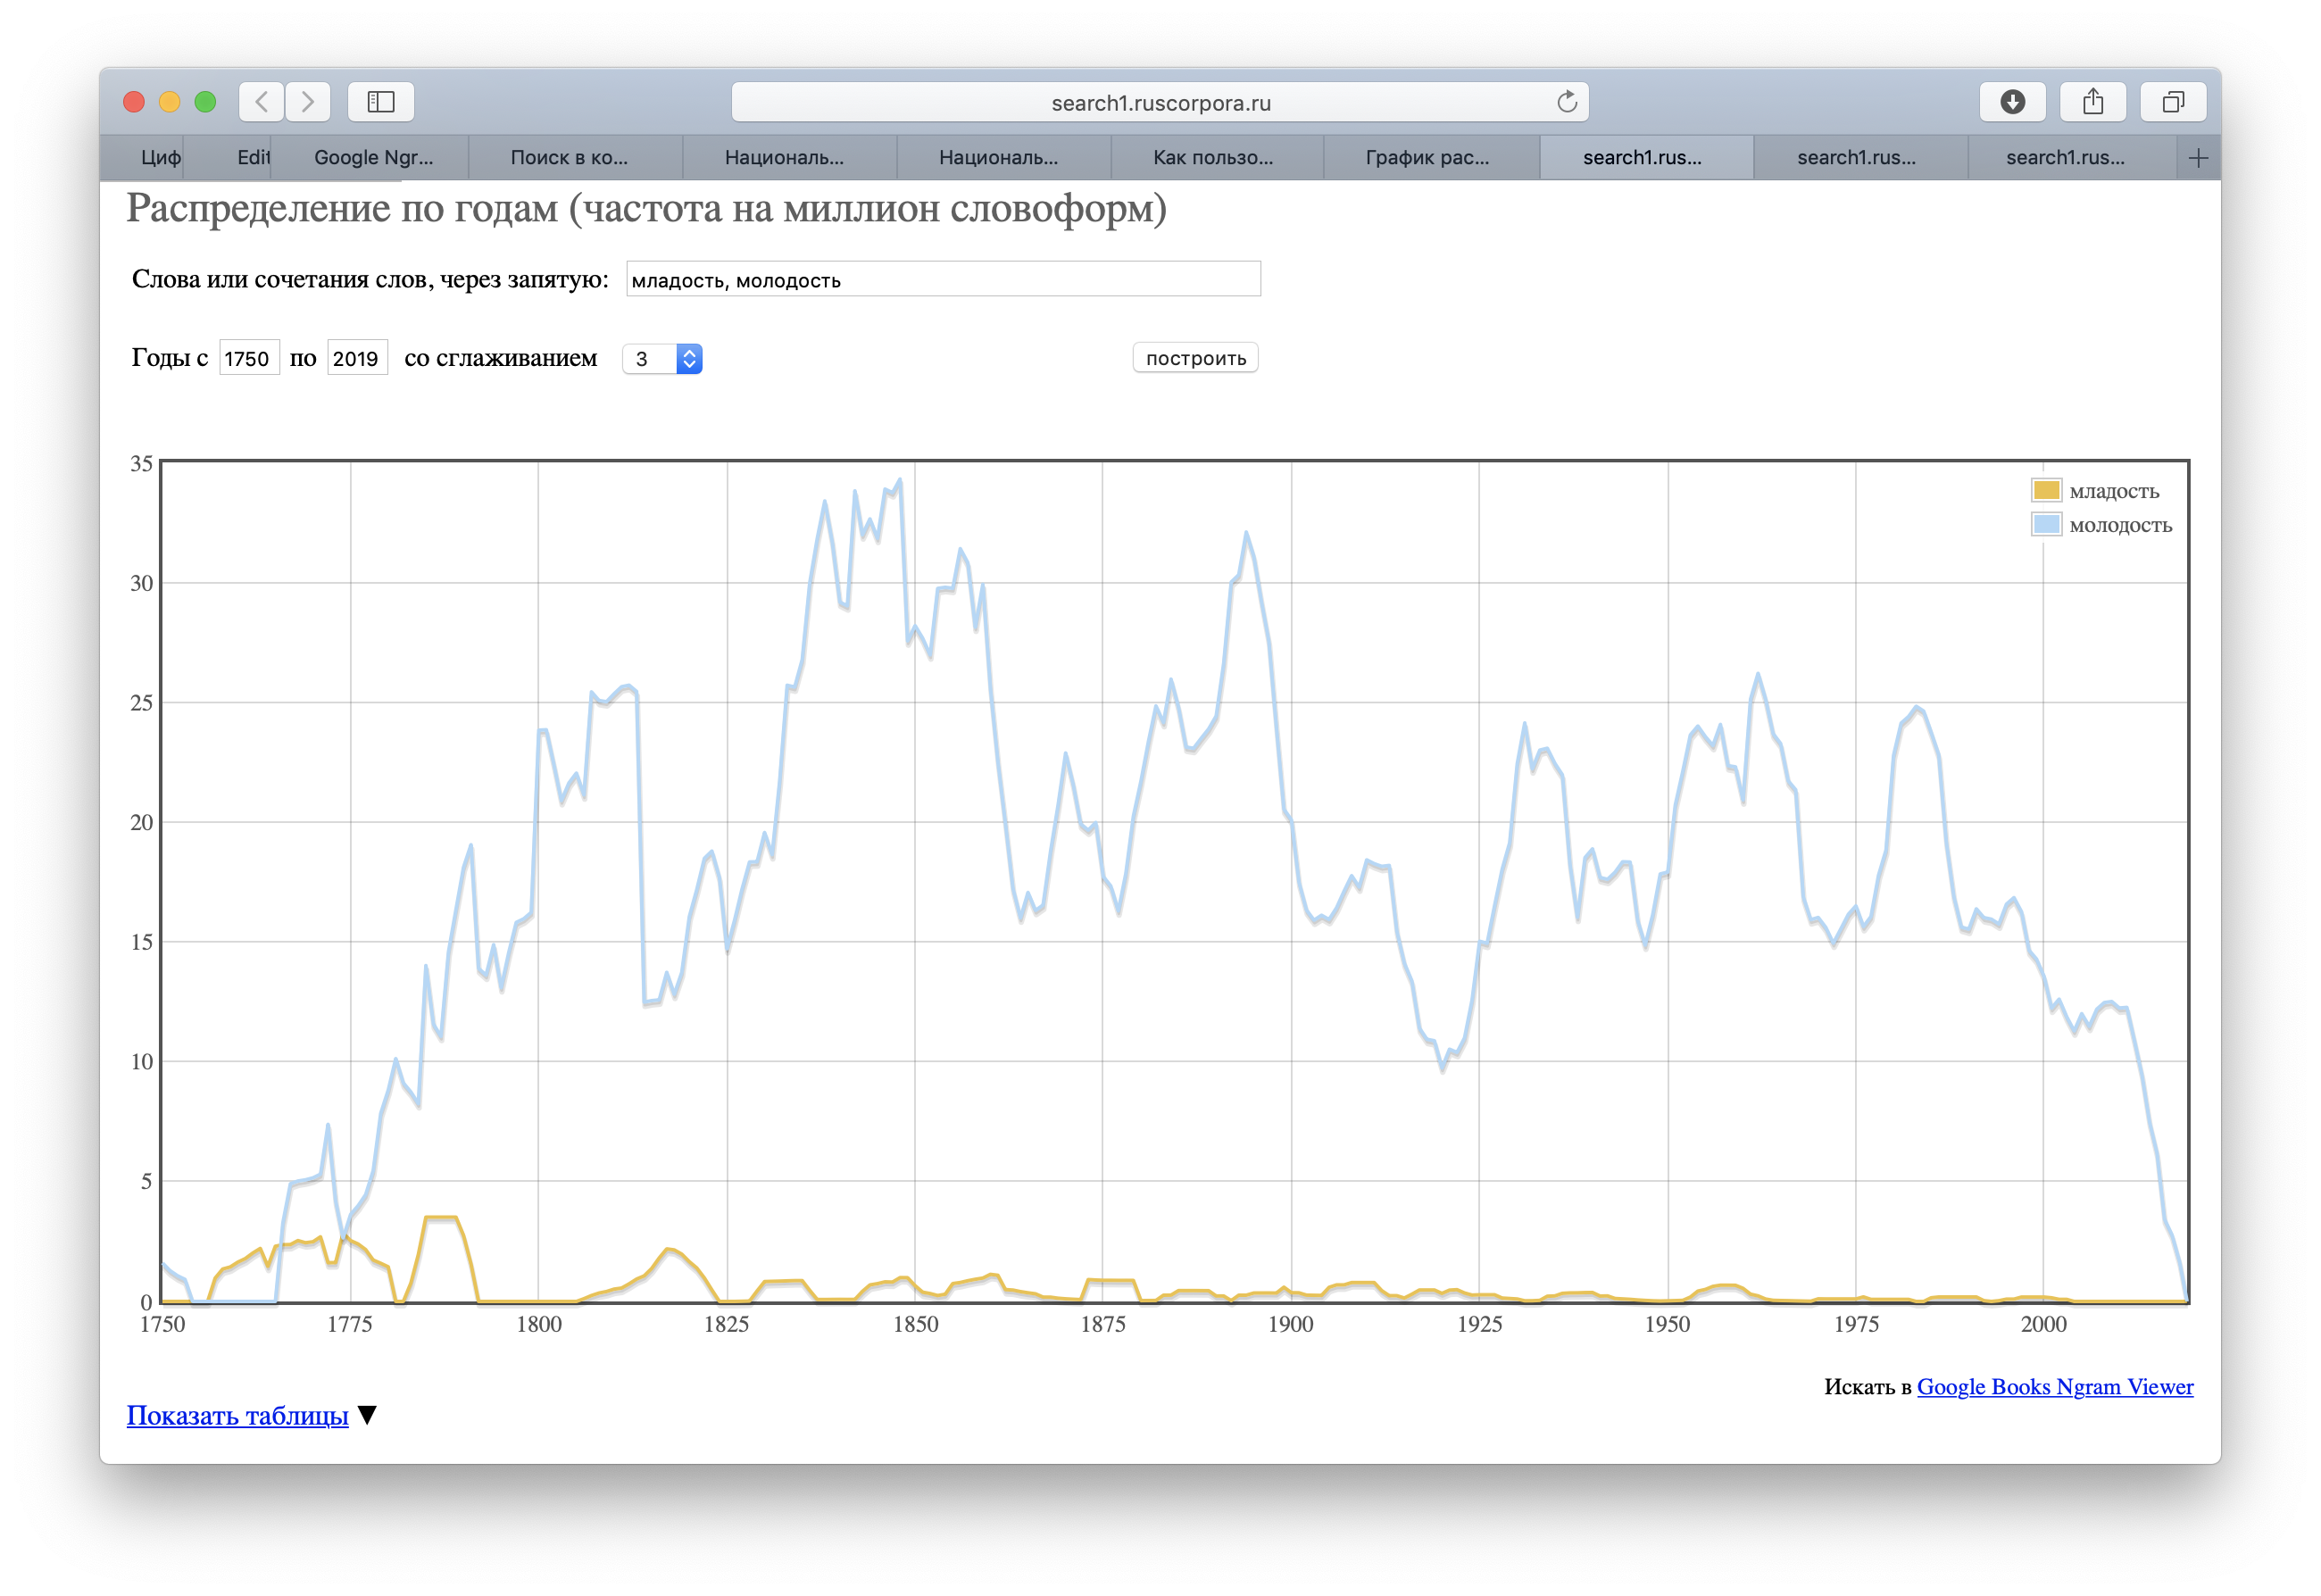 search1.ruscorpora.ru
Циф Edit Google Ngr... Поиск в ко... Националь... Националь... Как пользо... График рас... search1.rus... search1.rus... search1.rus... +
Распределение по годам (частота на миллион словоформ)
Слова или сочетания слов, через запятую: младость, молодость
Годы с 1750 по 2019 со сглаживанием 3 построить
35
младость
молодость
30
25
20
15
10
5
0
1750 1775 1800 1825 1850 1875 1900 1925 1950 1975 2000
Искать в Google Books Ngram Viewer
Показать таблицы ▼